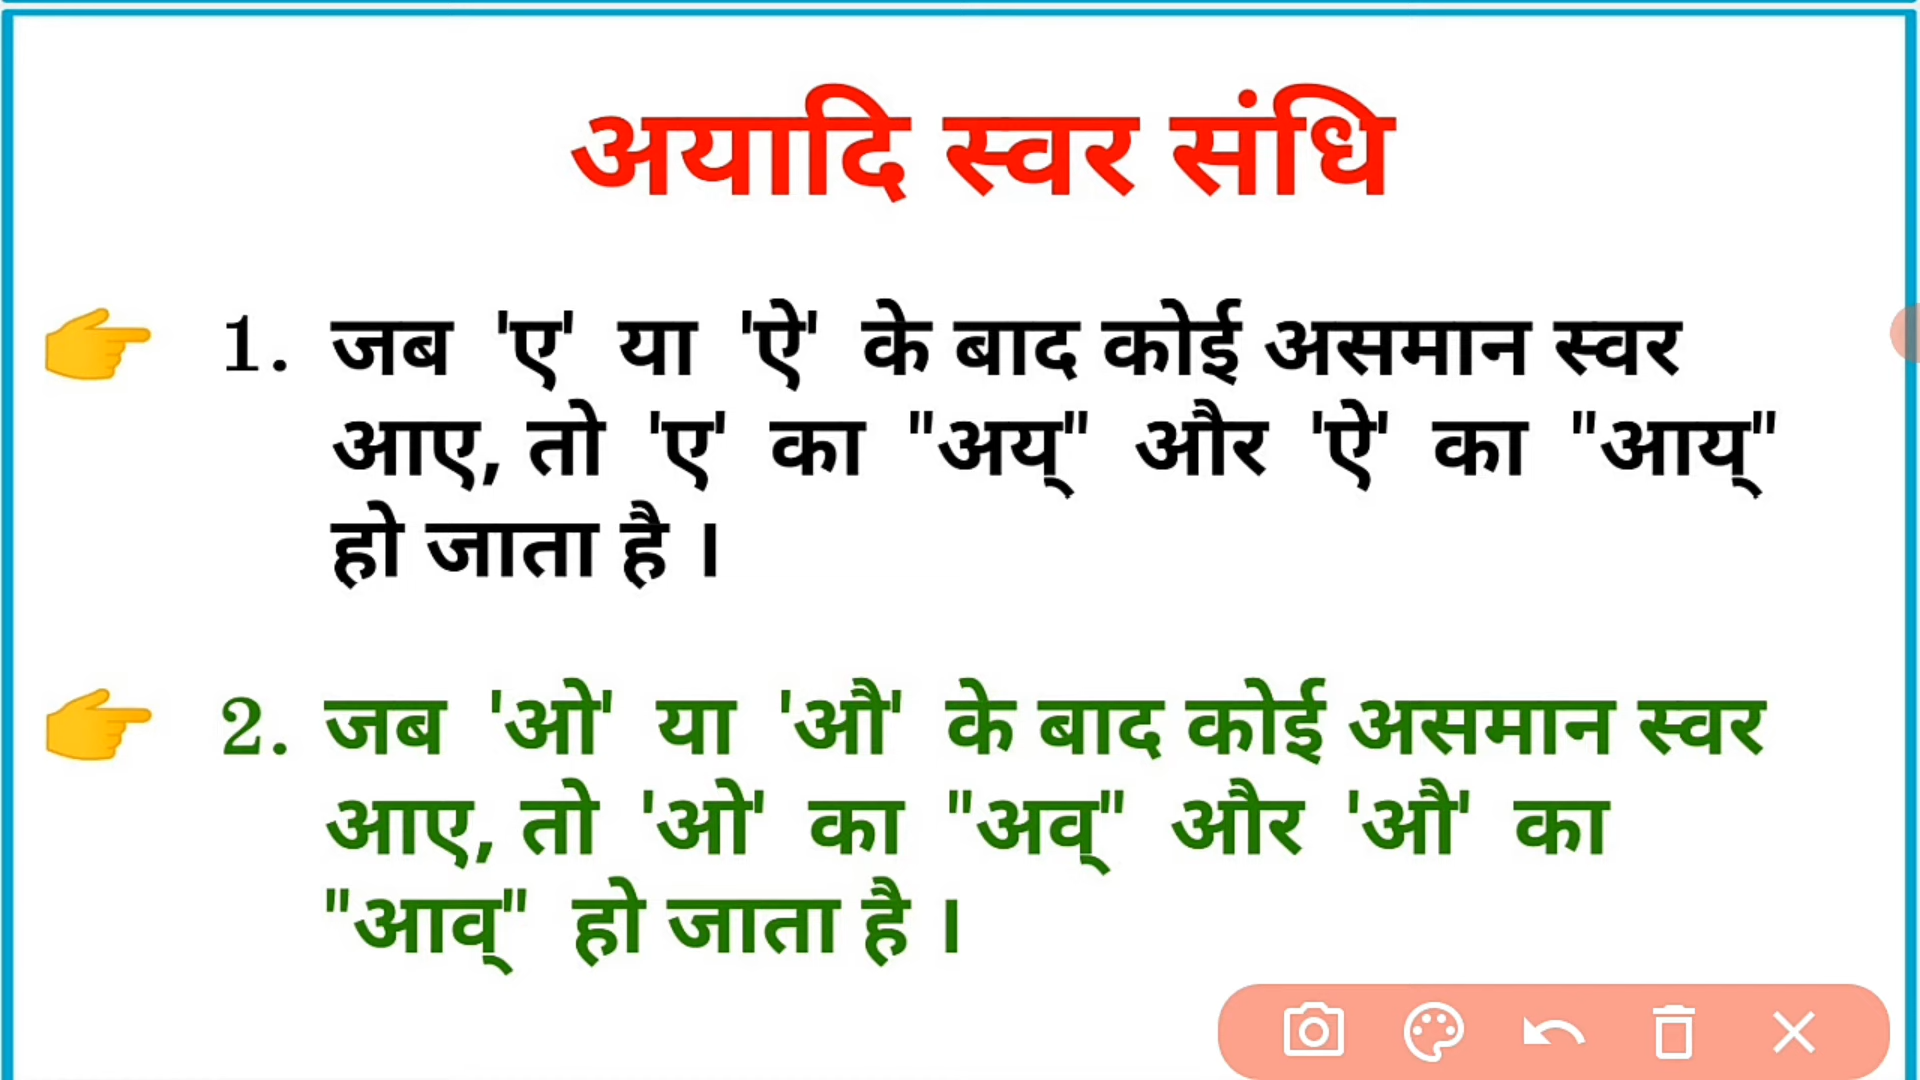 अयादि स्वर संधि
1. जब 'ए' या 'ऐ' के बाद कोई असमान स्वर
आए, तो 'ए' का "अय्" और 'ऐ' का "आय्"
हो जाता है ।
2. जब 'ओ' या 'औ' के बाद कोई असमान स्वर
आए, तो 'ओ' का "अव्" और 'औ' का
"आव्" हो जाता है ।